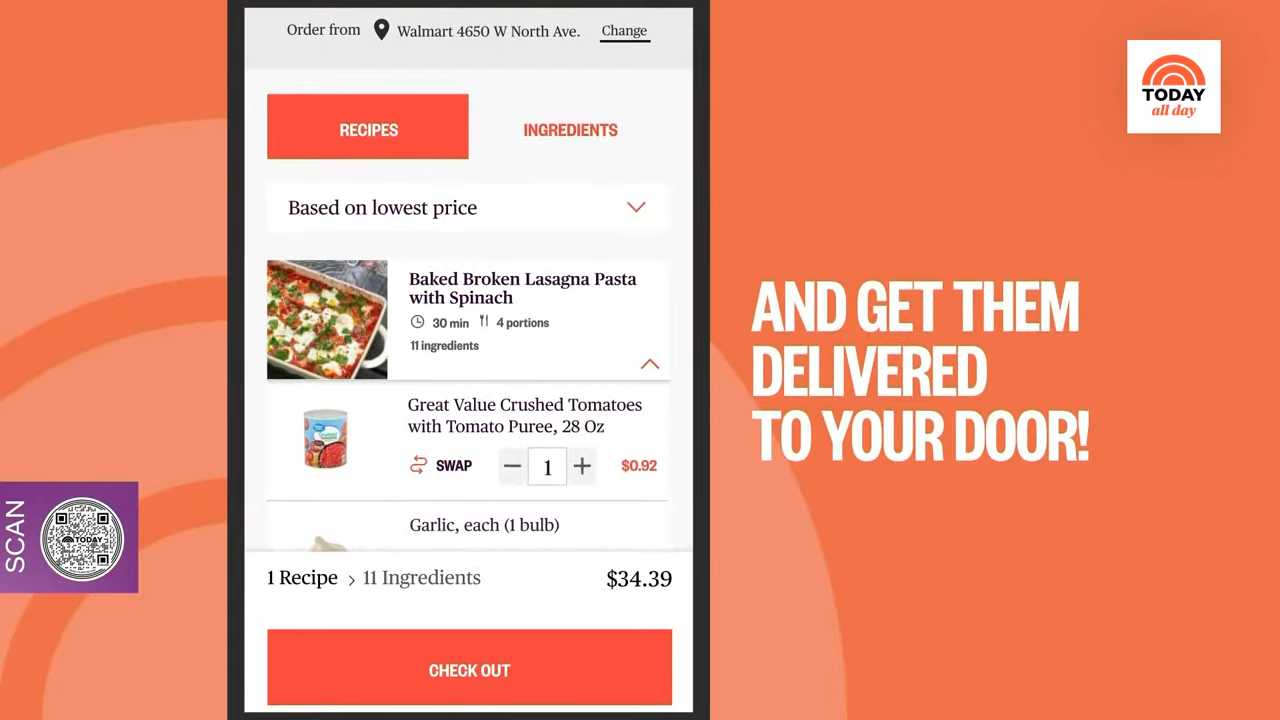 Order from Walmart 4650 W North Ave. Change
RECIPES
INGREDIENTS
Based on lowest price
Baked Broken Lasagna Pasta
with Spinach
30 min 4 portions
11 ingredients
Great Value Crushed Tomatoes
with Tomato Puree, 28 Oz
SWAP − 1 + $0.92
Garlic, each (1 bulb)
1 Recipe > 11 Ingredients $34.39
CHECK OUT
AND GET THEM
DELIVERED
TO YOUR DOOR!
TODAY
all day
SCAN
TODAY